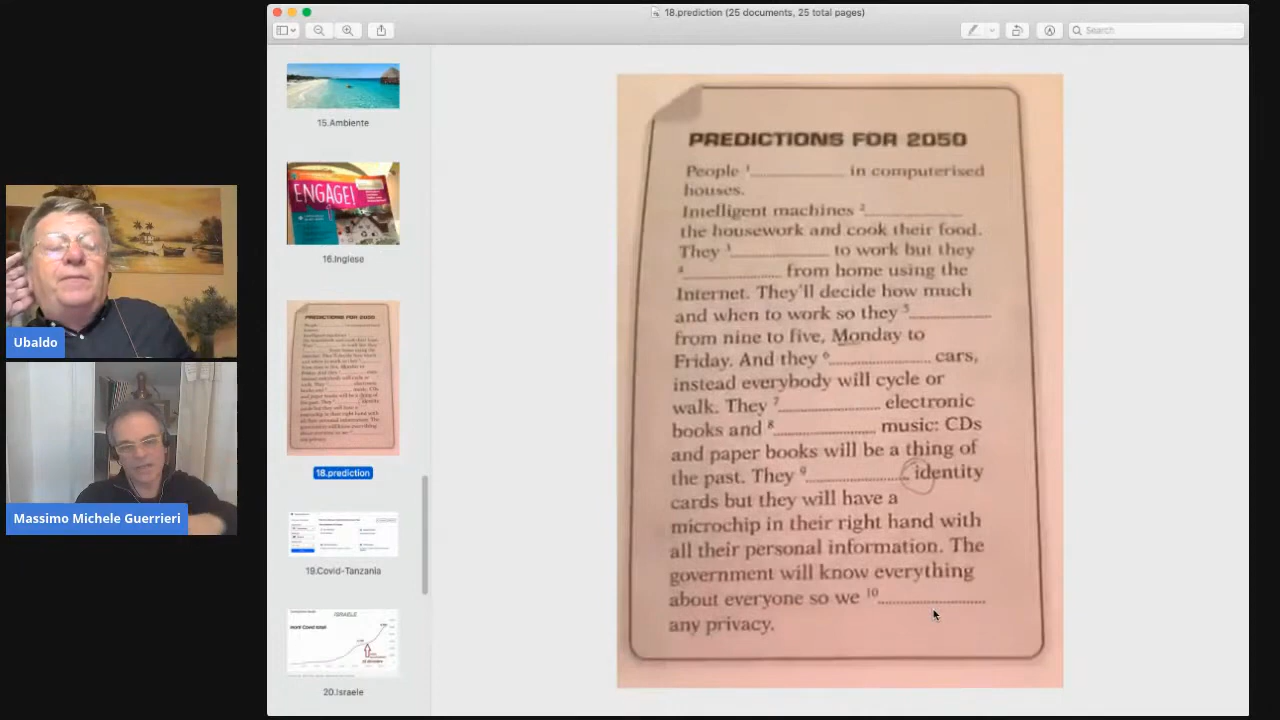 18.prediction (25 documents, 25 total pages)
Search
15.Ambiente
ENGAGE!
16.Inglese
PREDICTIONS FOR 2050
18.prediction
19.Covid-Tanzania
ISRAELE
20.Israele
Ubaldo
Massimo Michele Guerrieri
PREDICTIONS FOR 2050
People 1.................... in computerised
houses.
Intelligent machines 2....................
the housework and cook their food.
They 3.................... to work but they
4.................... from home using the
Internet. They'll decide how much
and when to work so they 5....................
from nine to five, Monday to
Friday. And they 6.................... cars,
instead everybody will cycle or
walk. They 7.................... electronic
books and 8.................... music: CDs
and paper books will be a thing of
the past. They 9.................... identity
cards but they will have a
microchip in their right hand with
all their personal information. The
government will know everything
about everyone so we 10....................
any privacy.